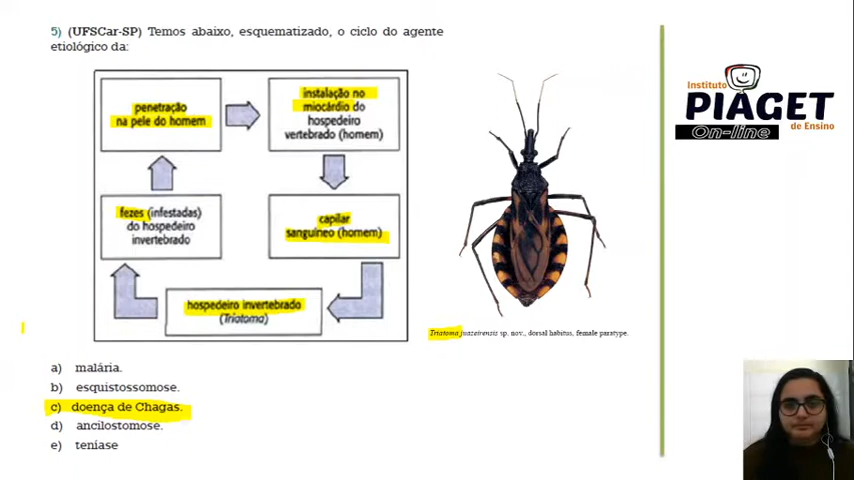 5) (UFSCar-SP) Temos abaixo, esquematizado, o ciclo do agente
etiológico da:
penetração
na pele do homem
instalação no
miocárdio do
hospedeiro
vertebrado (homem)
fezes (infestadas)
do hospedeiro
invertebrado
capilar
sanguíneo (homem)
hospedeiro invertebrado
(Triatoma)
Triatoma juazeirensis sp. nov., dorsal habitus, female paratype.
a) malária.
b) esquistossomose.
c) doença de Chagas.
d) ancilostomose.
e) teníase
Instituto
PIAGET
On-line
de Ensino